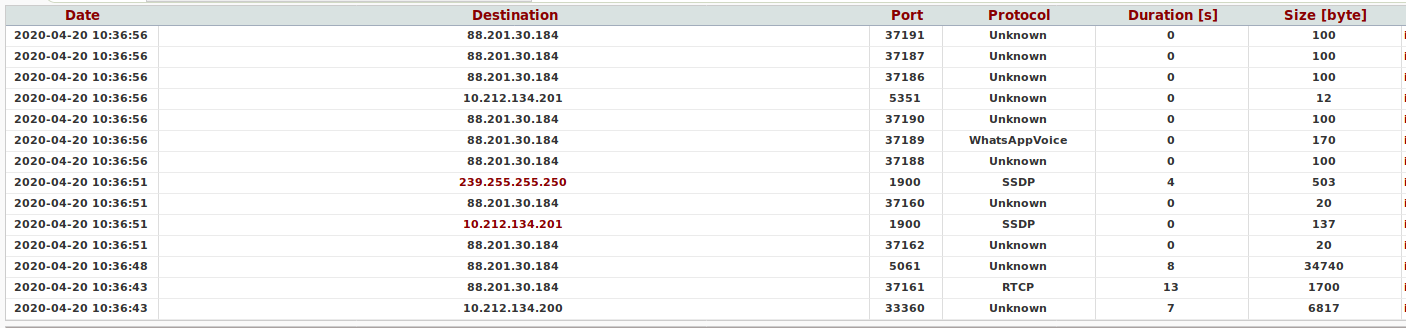 Date Destination Port Protocol Duration [s] Size [byte]
2020-04-20 10:36:56 88.201.30.184 37191 Unknown 0 100
2020-04-20 10:36:56 88.201.30.184 37187 Unknown 0 100
2020-04-20 10:36:56 88.201.30.184 37186 Unknown 0 100
2020-04-20 10:36:56 10.212.134.201 5351 Unknown 0 12
2020-04-20 10:36:56 88.201.30.184 37190 Unknown 0 100
2020-04-20 10:36:56 88.201.30.184 37189 WhatsAppVoice 0 170
2020-04-20 10:36:56 88.201.30.184 37188 Unknown 0 100
2020-04-20 10:36:51 239.255.255.250 1900 SSDP 4 503
2020-04-20 10:36:51 88.201.30.184 37160 Unknown 0 20
2020-04-20 10:36:51 10.212.134.201 1900 SSDP 0 137
2020-04-20 10:36:51 88.201.30.184 37162 Unknown 0 20
2020-04-20 10:36:48 88.201.30.184 5061 Unknown 8 34740
2020-04-20 10:36:43 88.201.30.184 37161 RTCP 13 1700
2020-04-20 10:36:43 10.212.134.200 33360 Unknown 7 6817